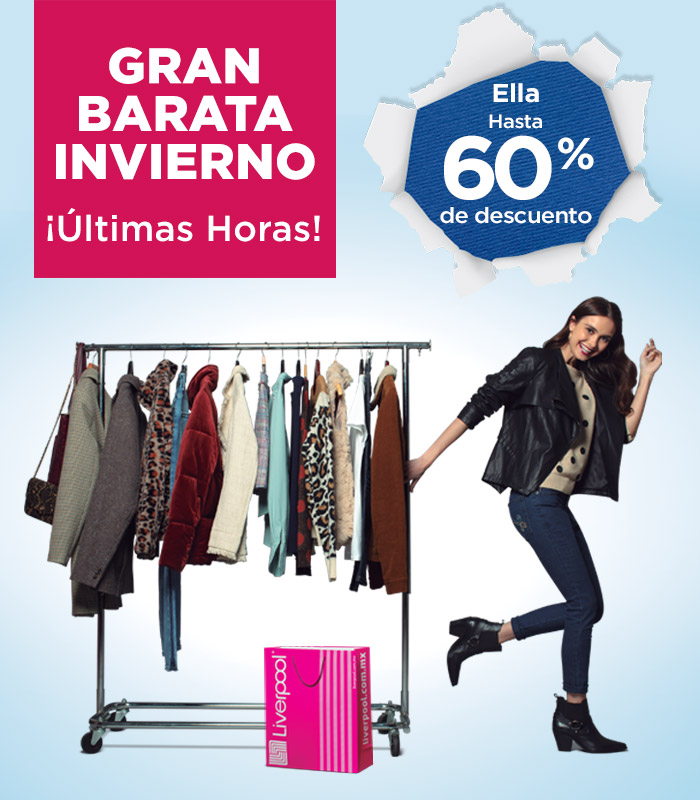 GRAN
BARATA
INVIERNO
¡Últimas Horas!
Ella
Hasta
60%
de descuento
Liverpool
liverpool.com.mx